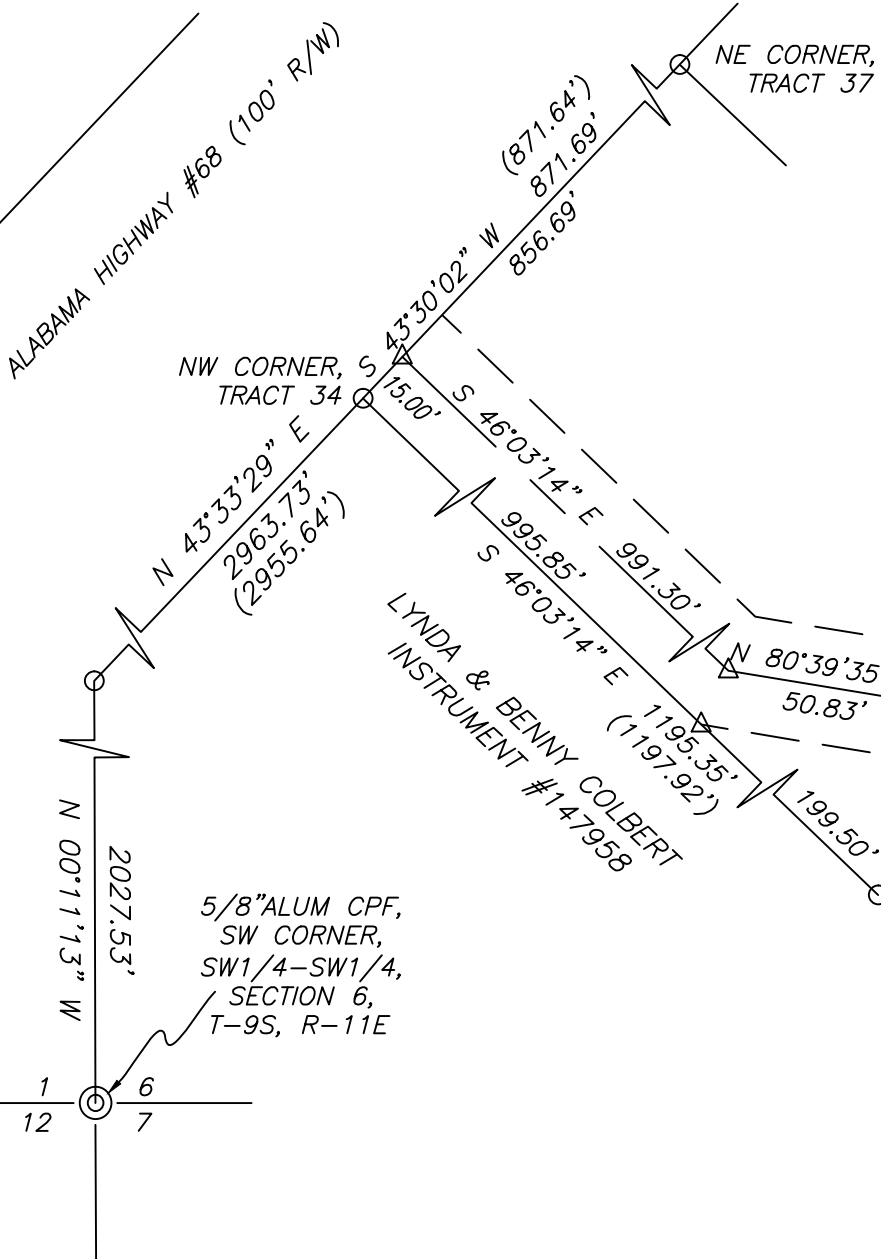 NE CORNER,
TRACT 37
ALABAMA HIGHWAY #68 (100' R/W)
(871.64')
871.69'
856.69'
S 43°30'02" W
NW CORNER,
TRACT 34
15.00'
S 46°03'14" E
N 43°33'29" E
2963.73'
(2955.64')
995.85'
991.30'
S 46°03'14" E
N 80°39'35
50.83'
LYNDA & BENNY COLBERT
INSTRUMENT #147958
1195.35'
(1197.92')
199.50'
N 00°11'13" W
2027.53'
5/8"ALUM CPF,
SW CORNER,
SW1/4-SW1/4,
SECTION 6,
T-9S, R-11E
1 6
12 7